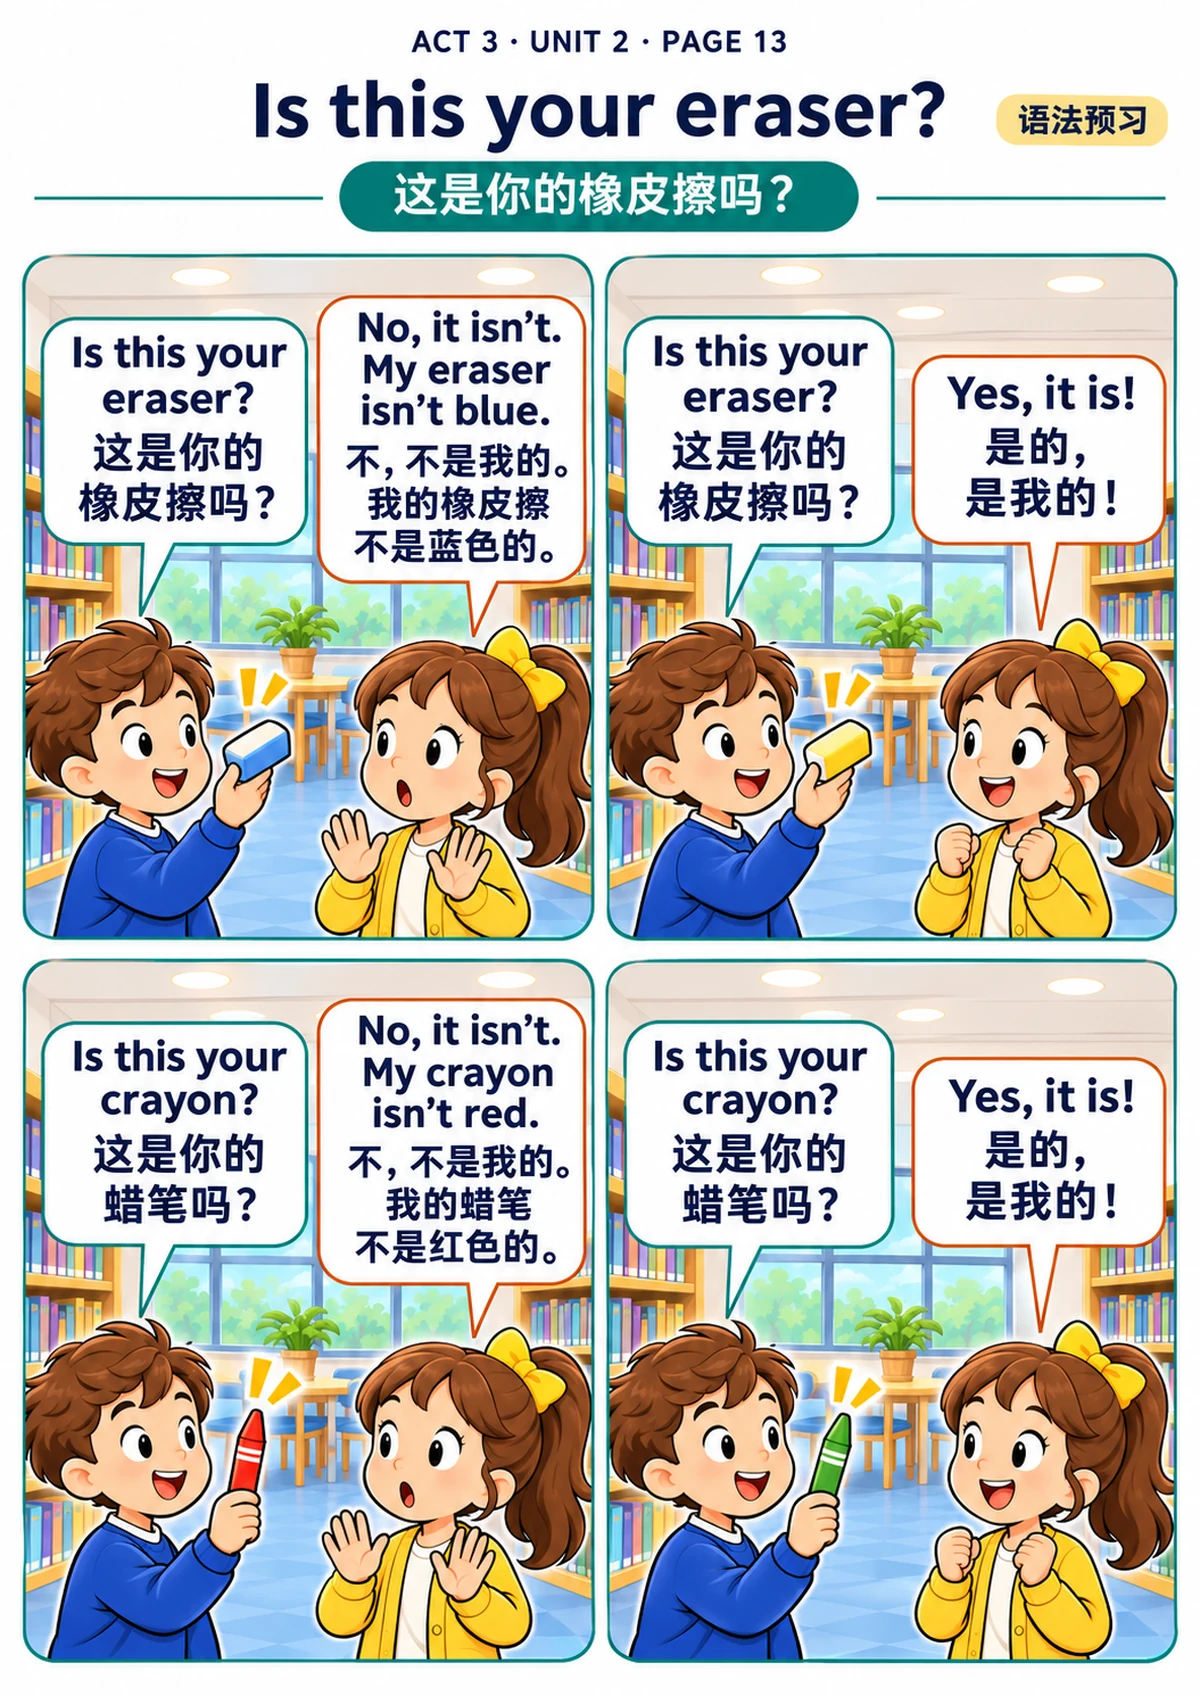 ACT 3 · UNIT 2 · PAGE 13
Is this your eraser?
语法预习
这是你的橡皮擦吗？
Is this your
eraser?
这是你的
橡皮擦吗？
No, it isn’t.
My eraser
isn’t blue.
不，不是我的。
我的橡皮擦
不是蓝色的。
Is this your
eraser?
这是你的
橡皮擦吗？
Yes, it is!
是的，
是我的！
Is this your
crayon?
这是你的
蜡笔吗？
No, it isn’t.
My crayon
isn’t red.
不，不是我的。
我的蜡笔
不是红色的。
Is this your
crayon?
这是你的
蜡笔吗？
Yes, it is!
是的，
是我的！